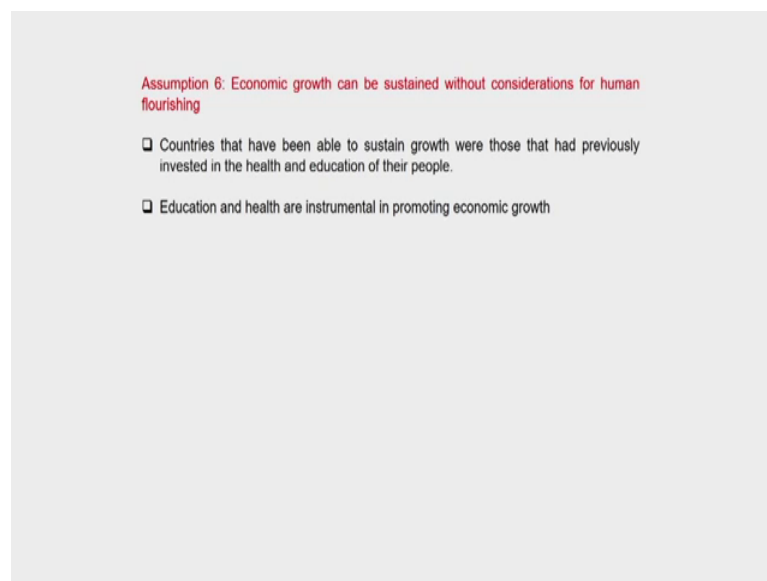 Assumption 6: Economic growth can be sustained without considerations for human
flourishing
❑ Countries that have been able to sustain growth were those that had previously
invested in the health and education of their people.
❑ Education and health are instrumental in promoting economic growth